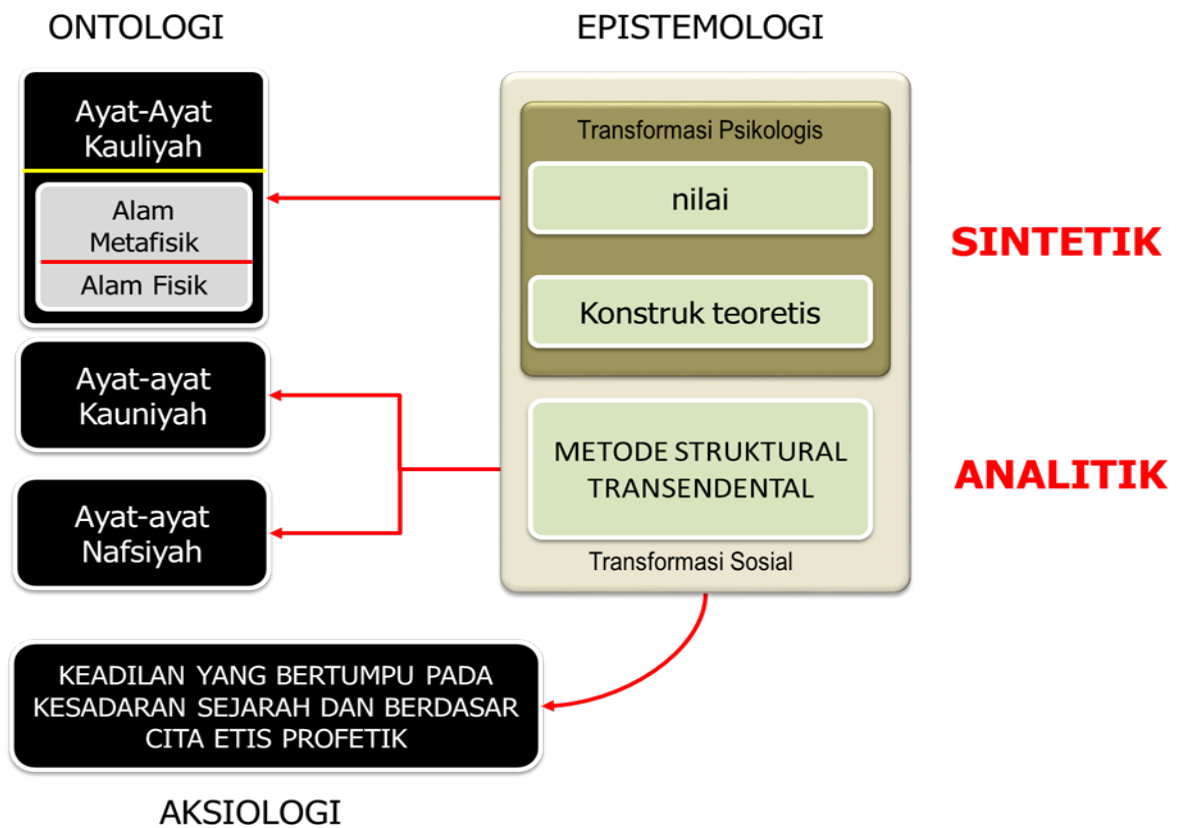 ONTOLOGI
Ayat-Ayat
Kauliyah
Alam
Metafisik
Alam Fisik
Ayat-ayat
Kauniyah
Ayat-ayat
Nafsiyah
EPISTEMOLOGI
Transformasi Psikologis
nilai
Konstruk teoretis
METODE STRUKTURAL
TRANSENDENTAL
Transformasi Sosial
SINTETIK
ANALITIK
KEADILAN YANG BERTUMPU PADA
KESADARAN SEJARAH DAN BERDASAR
CITA ETIS PROFETIK
AKSIOLOGI